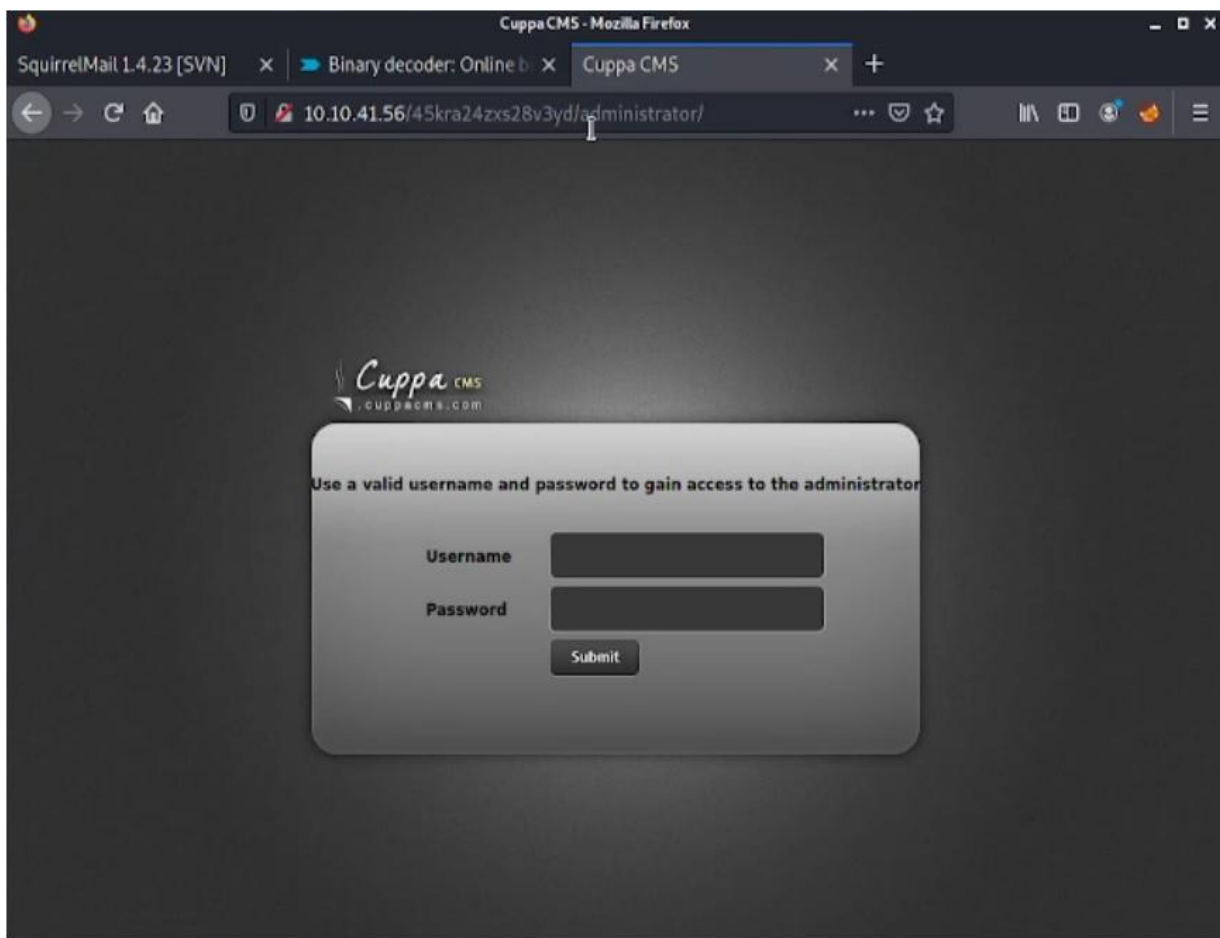 Cuppa CMS - Mozilla Firefox
SquirrelMail 1.4.23 [SVN]
Binary decoder: Online b
Cuppa CMS
10.10.41.56/45kra24zxs28v3yd/administrator/
Cuppa CMS
.cuppacms.com
Use a valid username and password to gain access to the administrator
Username
Password
Submit